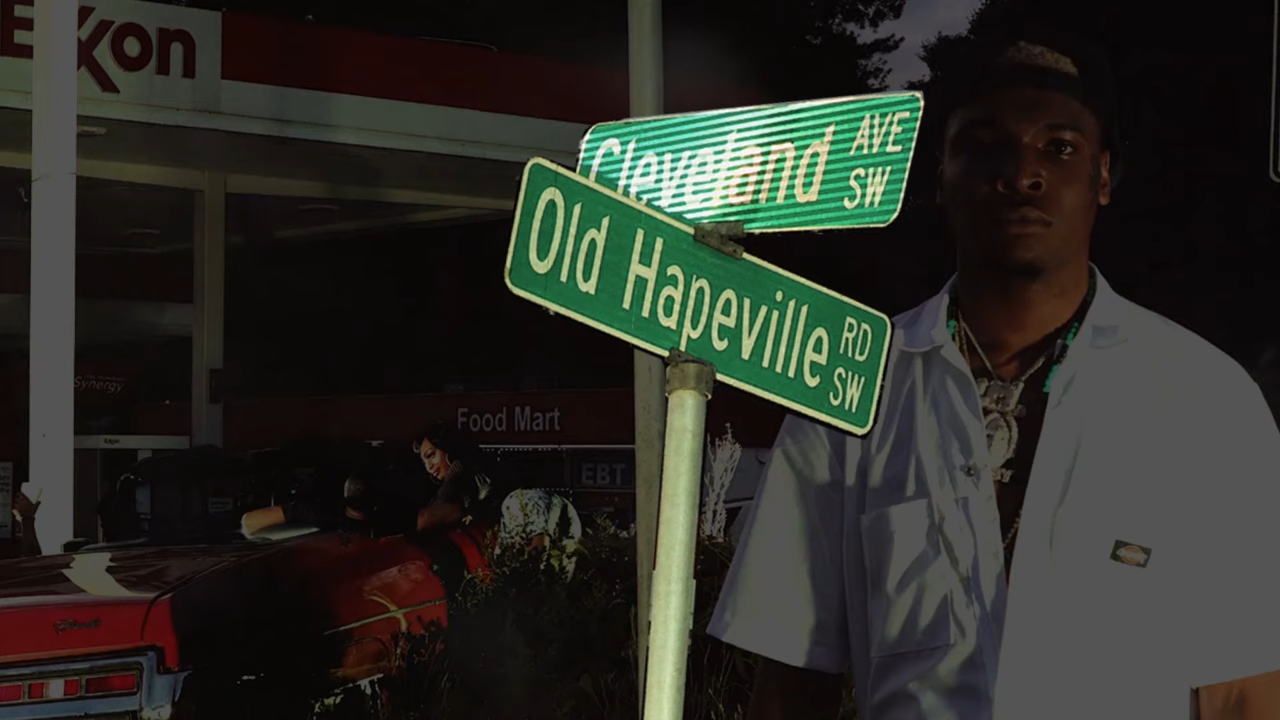 Exxon
Cleveland AVE SW
Old Hapeville RD SW
Synergy
Food Mart
EBT